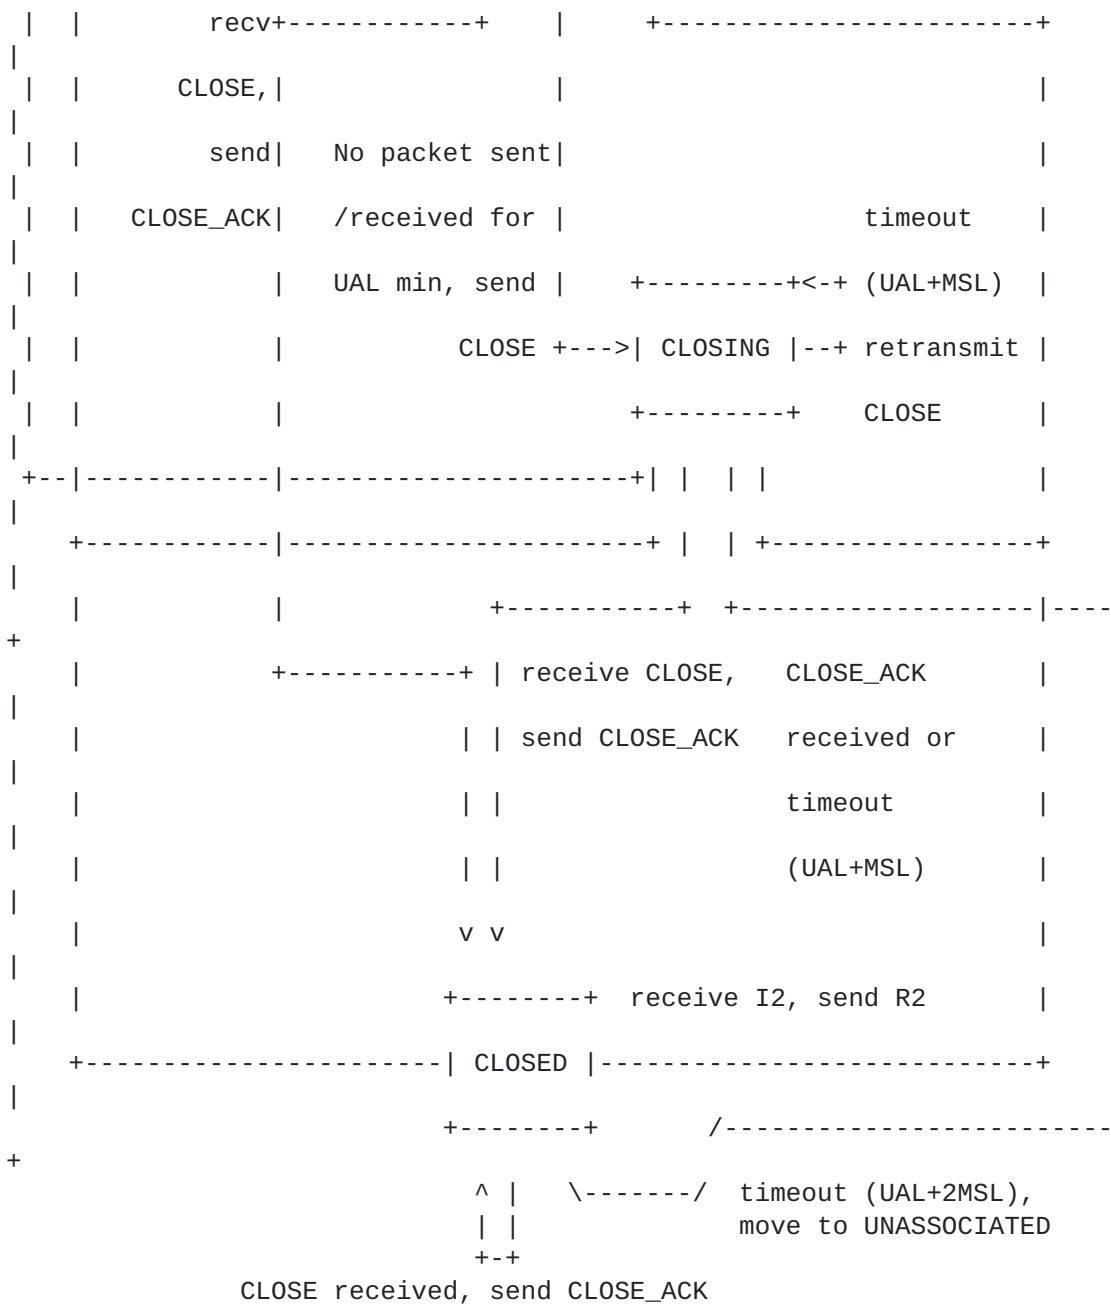 |  |        recv+------------+    |     +------------------------+
|
 |  |      CLOSE,|                 |                              |
|
 |  |        send|   No packet sent|                              |
|
 |  |   CLOSE_ACK|   /received for |                   timeout    |
|
 |  |            |   UAL min, send |    +---------+<-+ (UAL+MSL)  |
|
 |  |            |           CLOSE +--->| CLOSING |--+ retransmit |
|
 |  |            |                      +---------+    CLOSE      |
|
 +--|------------|----------------------+| |  | |                 |
|
    +------------|-----------------------+ |  | +-----------------+
|
    |            |             +-----------+  +-------------------|----
+
    |            +-----------+ | receive CLOSE,   CLOSE_ACK       |
|
    |                        | | send CLOSE_ACK   received or     |
|
    |                        | |                  timeout         |
|
    |                        | |                  (UAL+MSL)       |
|
    |                        v v                                  |
|
    |                       +--------+  receive I2, send R2       |
|
    +-----------------------| CLOSED |----------------------------+
|
                            +--------+       /-------------------------
+
                              ^ |   \-------/  timeout (UAL+2MSL),
                              | |              move to UNASSOCIATED
                              +-+
               CLOSE received, send CLOSE_ACK